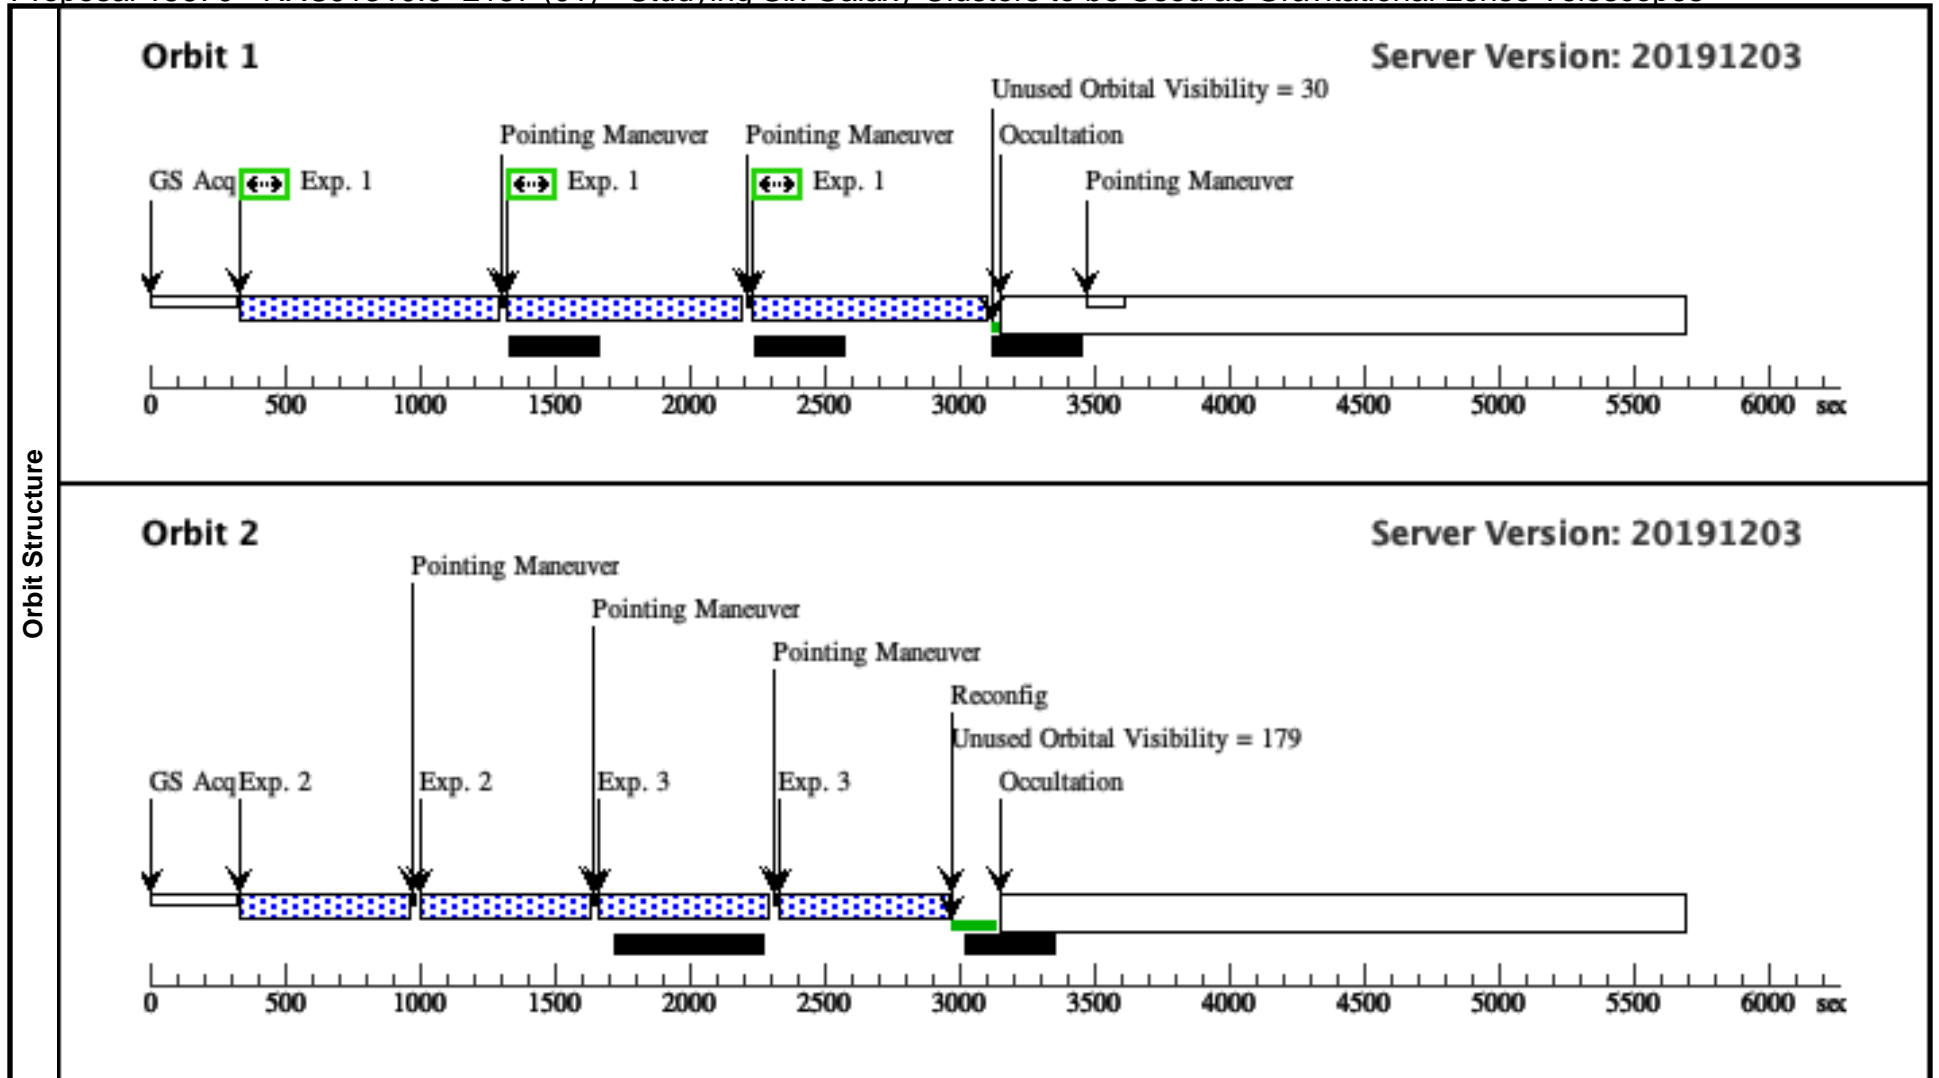 Orbit Structure
Orbit 1
Server Version: 20191203
Unused Orbital Visibility = 30
Pointing Maneuver
Pointing Maneuver
Occultation
GS Acq
Exp. 1
Exp. 1
Exp. 1
Pointing Maneuver
0 500 1000 1500 2000 2500 3000 3500 4000 4500 5000 5500 6000 sec
Orbit 2
Server Version: 20191203
Pointing Maneuver
Pointing Maneuver
Pointing Maneuver
Reconfig
Unused Orbital Visibility = 179
GS Acq
Exp. 2
Exp. 2
Exp. 3
Exp. 3
Occultation
0 500 1000 1500 2000 2500 3000 3500 4000 4500 5000 5500 6000 sec